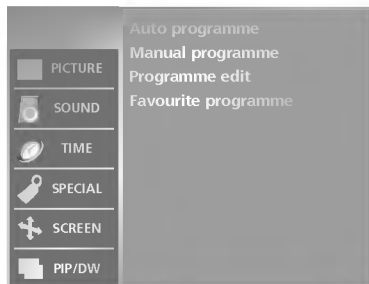 Auto programme
Manual programme
Programme edit
Favourite programme
PICTURE
SOUND
TIME
SPECIAL
SCREEN
PIP/DW